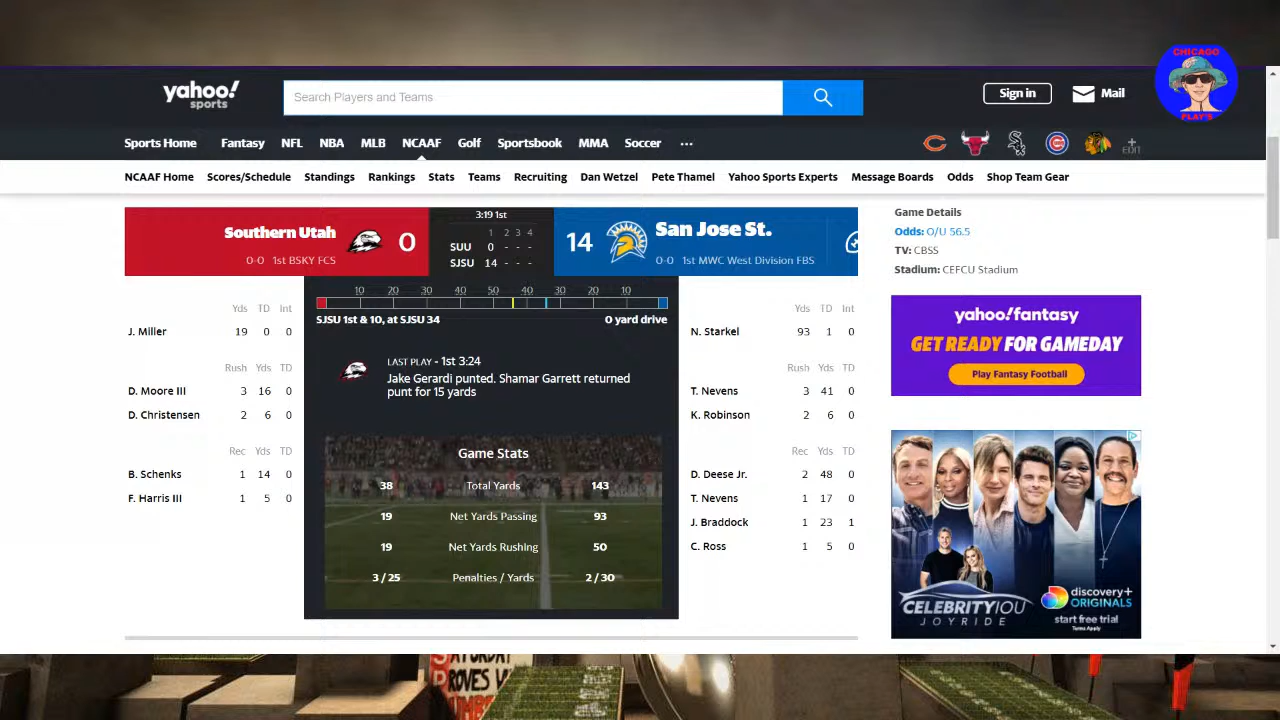 CHICAGO
PLAY'S
yahoo!
sports
Search Players and Teams
Sign in
Mail
Sports Home Fantasy NFL NBA MLB NCAAF Golf Sportsbook MMA Soccer ...
EDIT
NCAAF Home Scores/Schedule Standings Rankings Stats Teams Recruiting Dan Wetzel Pete Thamel Yahoo Sports Experts Message Boards Odds Shop Team Gear
Southern Utah 0
0-0 1st BSKY FCS
3:19 1st
1 2 3 4
SUU 0 - - -
SJSU 14 - - -
14 San Jose St.
0-0 1st MWC West Division FBS
Game Details
Odds: O/U 56.5
TV: CBSS
Stadium: CEFCU Stadium
10 20 30 40 50 40 30 20 10
SJSU 1st & 10, at SJSU 34 0 yard drive
LAST PLAY - 1st 3:24
Jake Gerardi punted. Shamar Garrett returned
punt for 15 yards
Yds TD Int
J. Miller 19 0 0
Rush Yds TD
D. Moore III 3 16 0
D. Christensen 2 6 0
Rec Yds TD
B. Schenks 1 14 0
F. Harris III 1 5 0
Game Stats
38 Total Yards 143
19 Net Yards Passing 93
19 Net Yards Rushing 50
3 / 25 Penalties / Yards 2 / 30
Yds TD Int
N. Starkel 93 1 0
Rush Yds TD
T. Nevens 3 41 0
K. Robinson 2 6 0
Rec Yds TD
D. Deese Jr. 2 48 0
T. Nevens 1 17 0
J. Braddock 1 23 1
C. Ross 1 5 0
yahoo!fantasy
GET READY FOR GAMEDAY
Play Fantasy Football
CELEBRITY IOU
JOYRIDE
discovery+
ORIGINALS
start free trial
Terms Apply
SATURDAY
PROVES